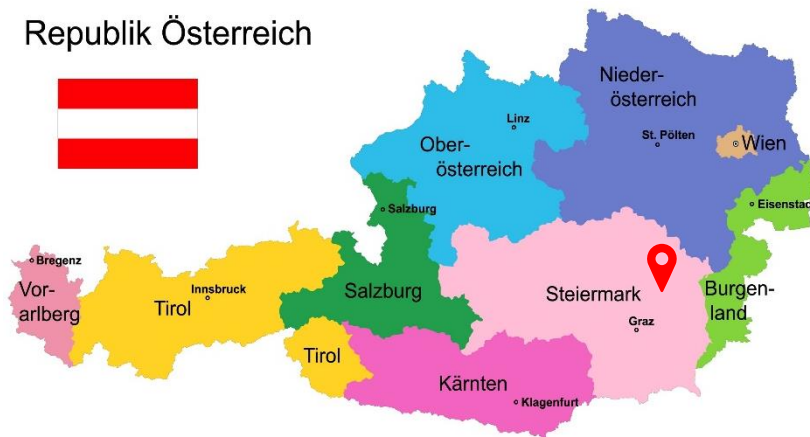 Republik Österreich
Nieder-
österreich
Linz
St. Pölten
Wien
Ober-
österreich
Eisenstad
Salzburg
Bregenz
Vor-
arlberg
Innsbruck
Tirol
Salzburg
Steiermark
Burgen-
land
Graz
Tirol
Kärnten
Klagenfurt